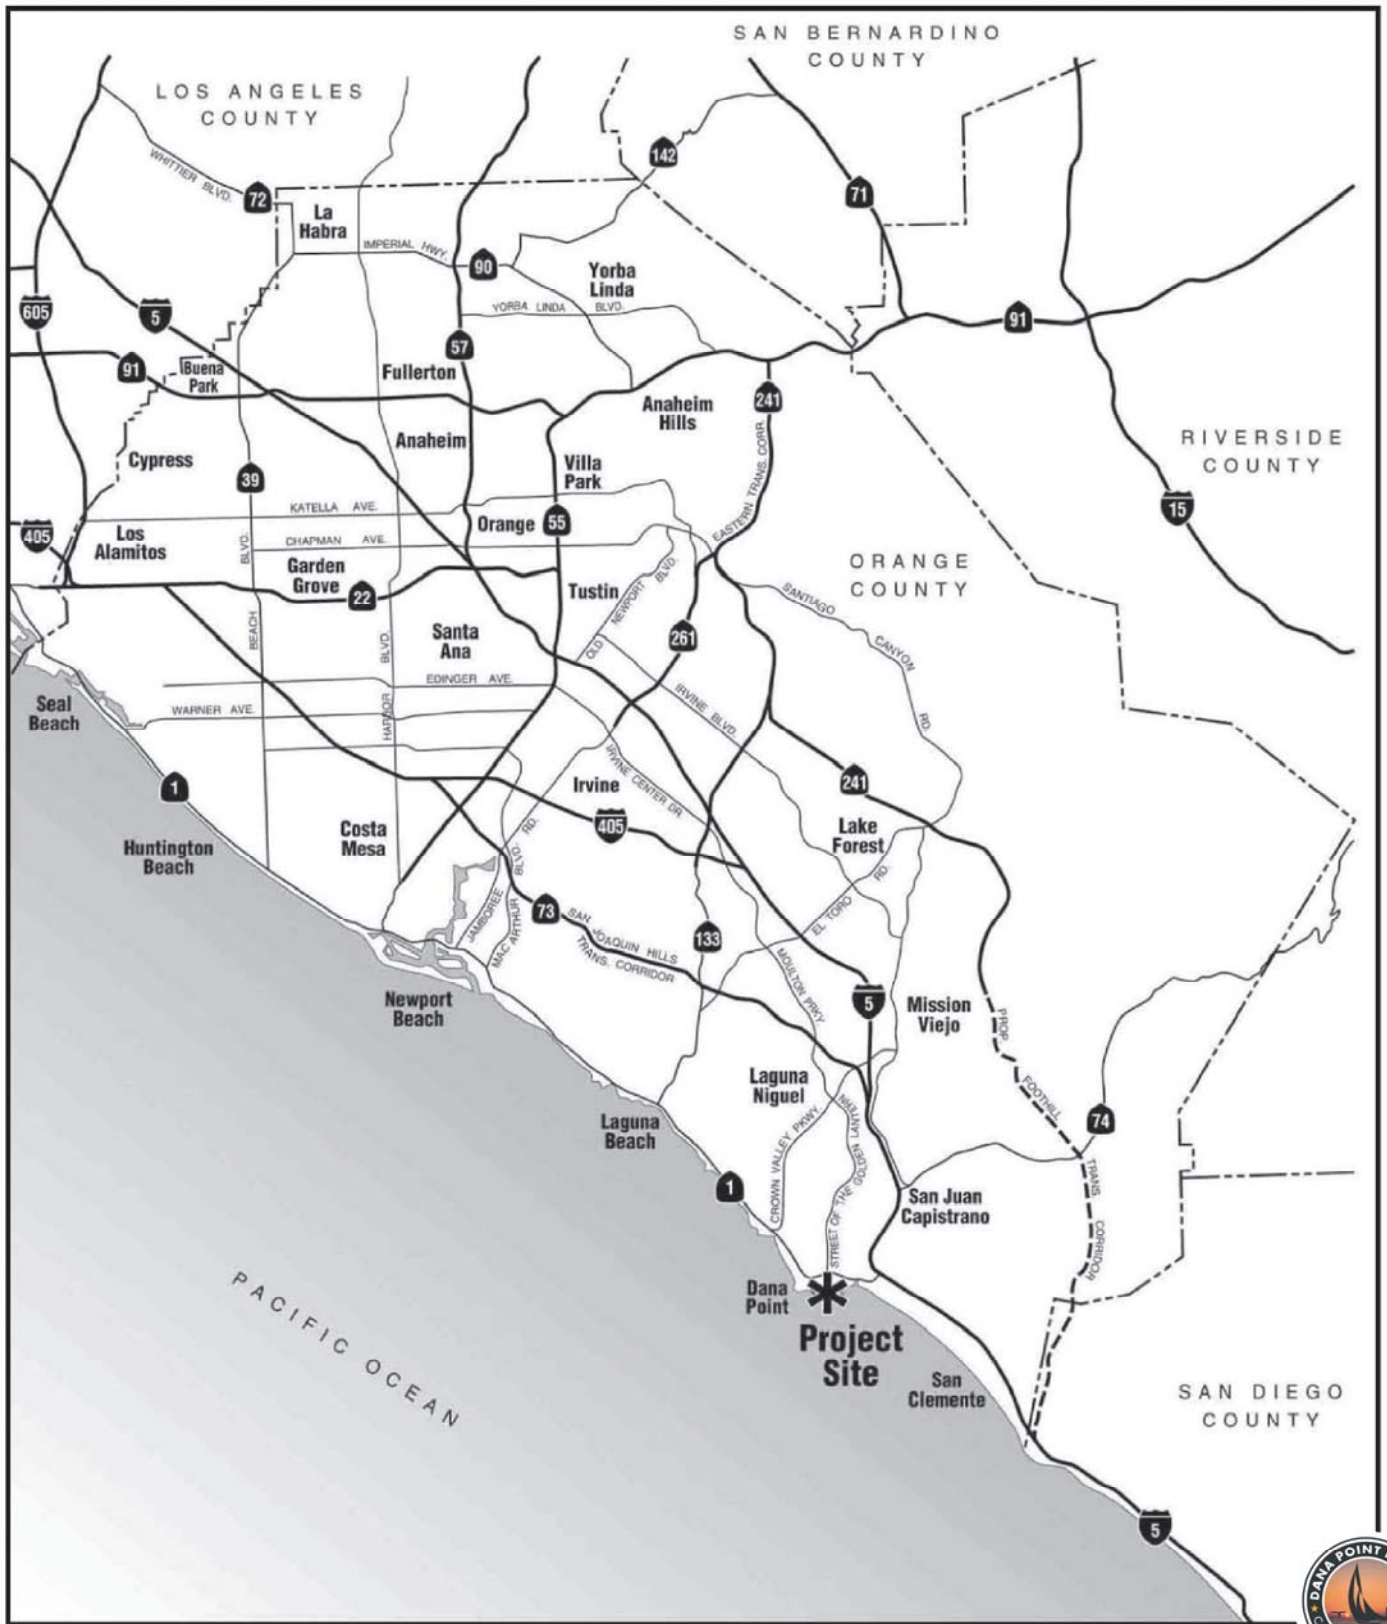 SAN BERNARDINO
COUNTY
LOS ANGELES
COUNTY
142
WHITTIER BLVD.
72
71
La
Habra
IMPERIAL HWY.
90
Yorba
Linda
605
5
YORBA LINDA BLVD.
91
57
91
Buena
Park
Fullerton
241
Anaheim
Hills
Anaheim
EASTERN TRANS. CORR.
RIVERSIDE
COUNTY
Cypress
Villa
Park
39
KATELLA AVE.
15
405
Los
Alamitos
Orange
55
BLVD.
CHAPMAN AVE.
Garden
Grove
22
ORANGE
COUNTY
Tustin
OLD NEWPORT BLVD.
SANTIAGO CANYON RD.
261
BEACH
Santa
Ana
BLVD.
HARBOR
EDINGER AVE.
WARNER AVE.
IRVINE BLVD.
Seal
Beach
1
IRVINE CENTER DR.
Irvine
241
405
Huntington
Beach
Costa
Mesa
Lake
Forest
JAMBOREE RD.
MAC ARTHUR BLVD.
73
SAN JOAQUIN HILLS
TRANS. CORRIDOR
133
EL TORO RD.
MOULTON PRKY
Newport
Beach
5
Mission
Viejo
PROP FOOTHILL TRANS CORRIDOR
Laguna
Niguel
74
Laguna
Beach
CROWN VALLEY PKWY.
STREET OF THE GOLDEN LANTERN
1
San Juan
Capistrano
Dana
Point
Project
Site
San
Clemente
PACIFIC OCEAN
SAN DIEGO
COUNTY
5
DANA POINT